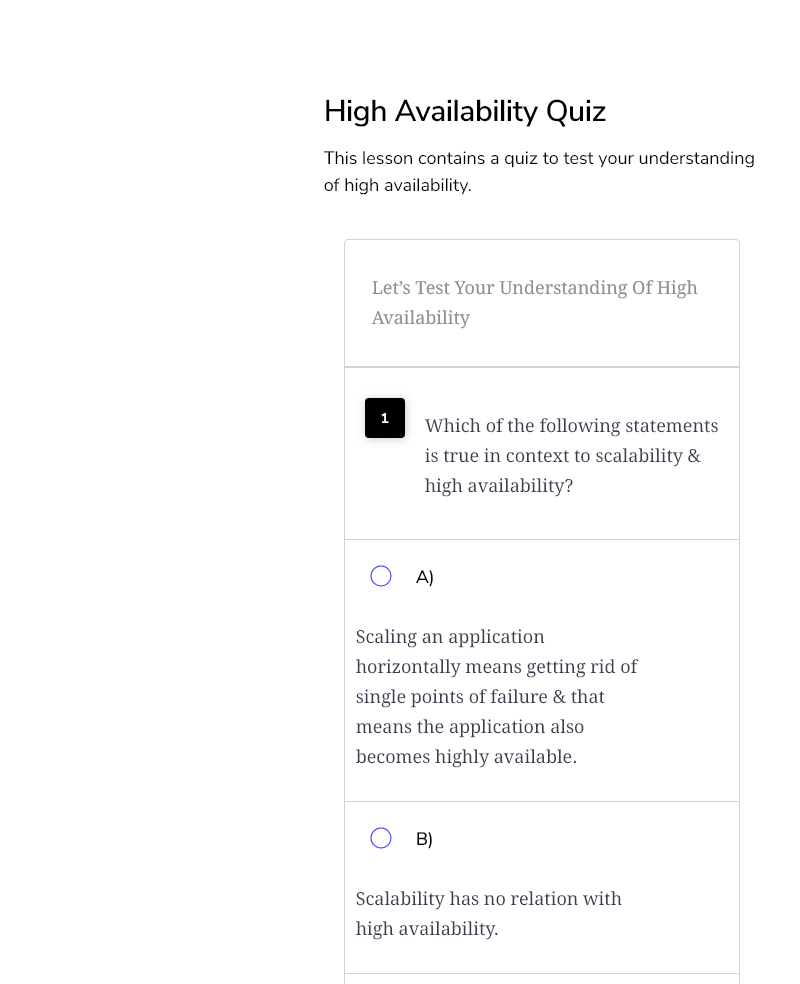 High Availability Quiz
This lesson contains a quiz to test your understanding
of high availability.
Let’s Test Your Understanding Of High
Availability
1
Which of the following statements
is true in context to scalability &
high availability?
A)
Scaling an application
horizontally means getting rid of
single points of failure & that
means the application also
becomes highly available.
B)
Scalability has no relation with
high availability.